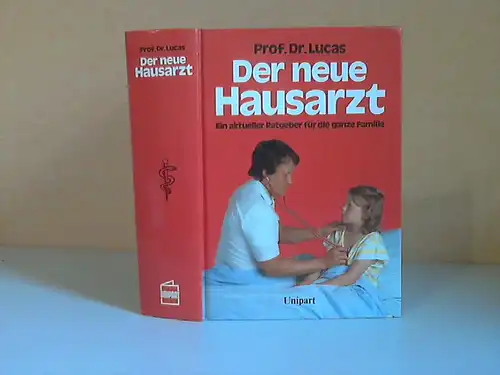 Prof. Dr. Lucas
Der neue
Hausarzt
Prof. Dr. Lucas
Der neue
Hausarzt
Ein aktueller Ratgeber für die ganze Familie
Unipart